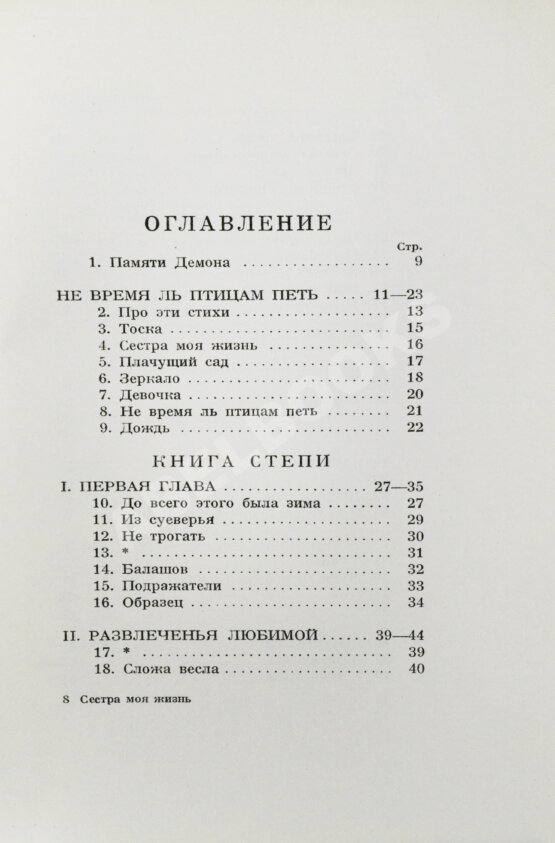 ОГЛАВЛЕНИЕ
Стр.
1. Памяти Демона .................. 9
НЕ ВРЕМЯ ЛЬ ПТИЦАМ ПЕТЬ ..... 11—23
2. Про эти стихи ................. 13
3. Тоска ......................... 15
4. Сестра моя жизнь .............. 16
5. Плачущий сад .................. 17
6. Зеркало ....................... 18
7. Девочка ....................... 20
8. Не время ль птицам петь ....... 21
9. Дождь ......................... 22
КНИГА СТЕПИ
I. ПЕРВАЯ ГЛАВА .................. 27—35
10. До всего этого была зима ........ 27
11. Из суеверья ..................... 29
12. Не трогать ...................... 30
13. * ............................... 31
14. Балашов ......................... 32
15. Подражатели ..................... 33
16. Образец ......................... 34
II. РАЗВЛЕЧЕНЬЯ ЛЮБИМОЙ ...... 39—44
17. * ............................... 39
18. Сложа весла ..................... 40
8 Сестра моя жизнь